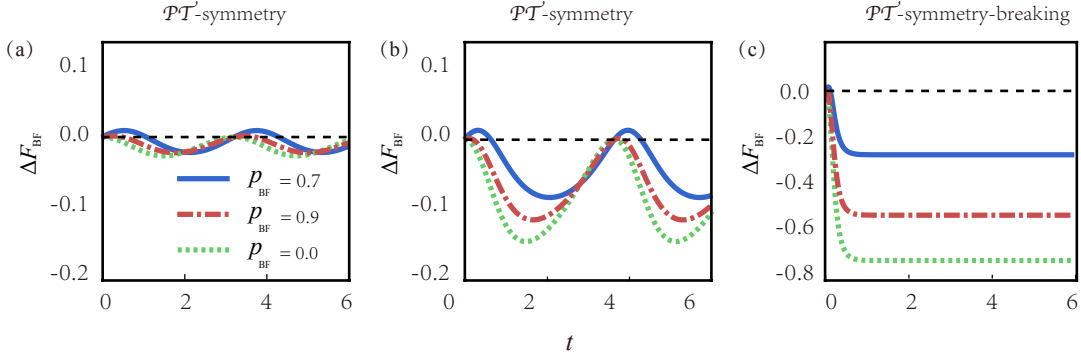 𝒫𝒯-symmetry
𝒫𝒯-symmetry
𝒫𝒯-symmetry-breaking
(a)
(b)
(c)
ΔF_BF
0.1
0.0
-0.1
-0.2
p_BF = 0.7
p_BF = 0.9
p_BF = 0.0
0 2 4 6
ΔF_BF
0.1
0.0
-0.1
-0.2
0 2 4 6
ΔF_BF
0.0
-0.2
-0.4
-0.6
-0.8
0 2 4 6
t